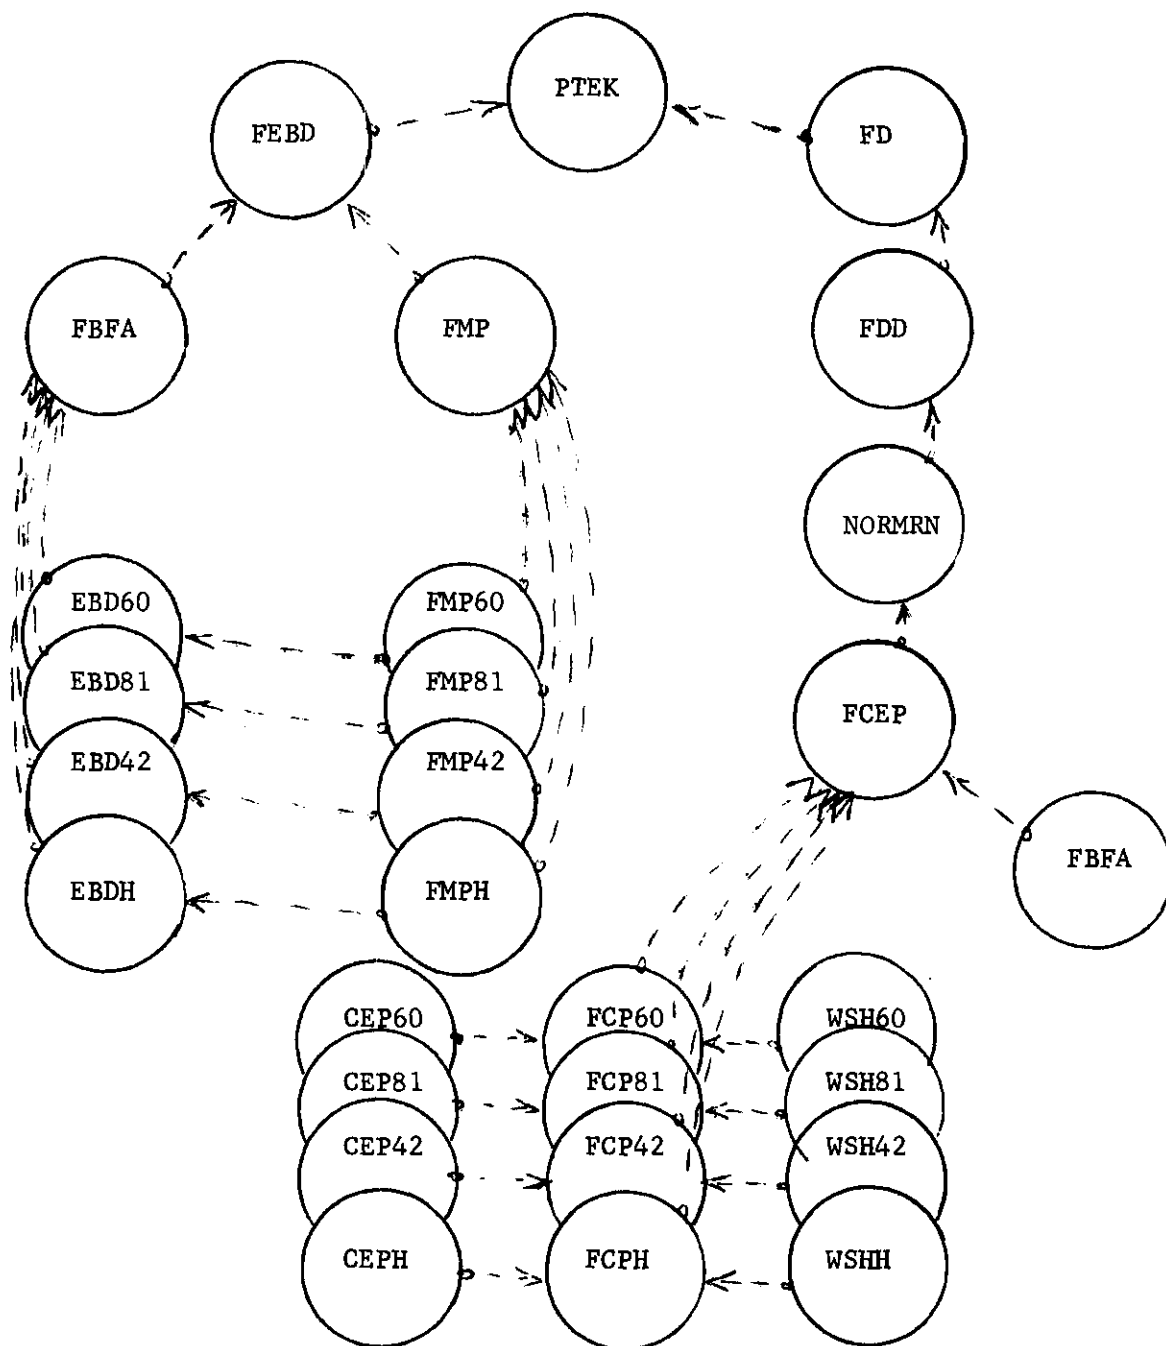 PTEK
FEBD
FD
FBFA
FMP
FDD
NORMRN
EBD60
FMP60
EBD81
FMP81
FCEP
EBD42
FMP42
FBFA
EBDH
FMPH
CEP60
FCP60
WSH60
CEP81
FCP81
WSH81
CEP42
FCP42
WSH42
CEPH
FCPH
WSHH